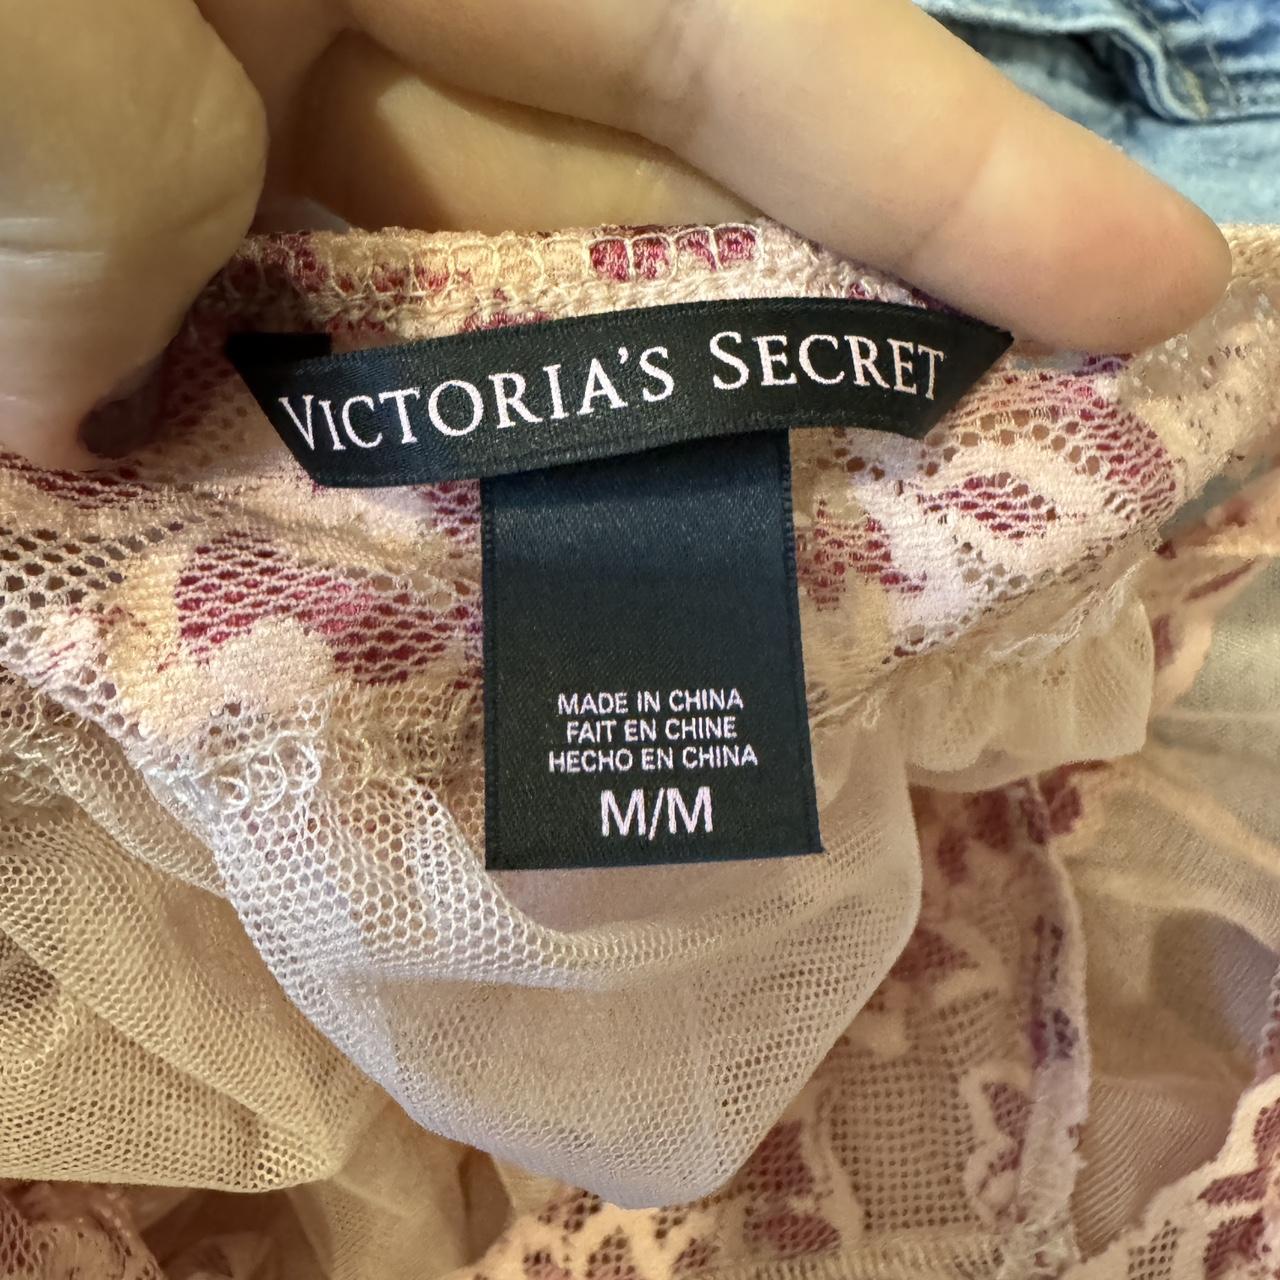 VICTORIA'S SECRET
MADE IN CHINA
FAIT EN CHINE
HECHO EN CHINA
M/M